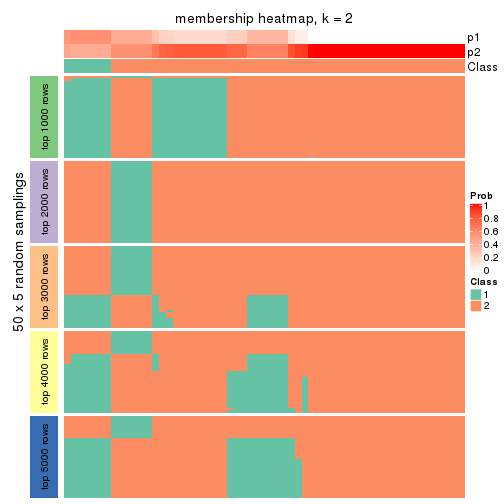 membership heatmap, k = 2
p1
p2
Class
50 x 5 random samplings
top 1000 rows
top 2000 rows
top 3000 rows
top 4000 rows
top 5000 rows
Prob
1
0.8
0.6
0.4
0.2
0
Class
1
2